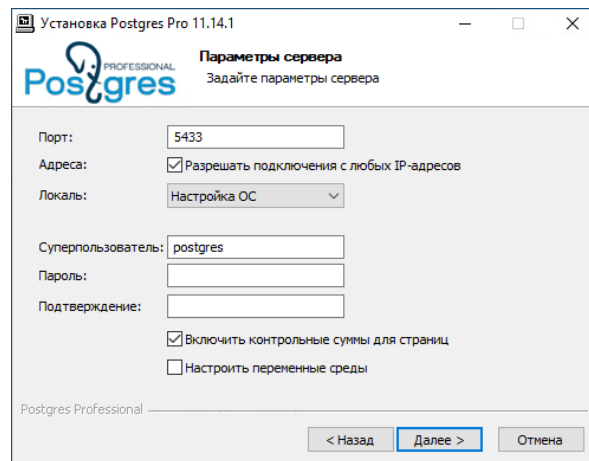 Установка Postgres Pro 11.14.1
PROFESSIONAL
Postgres
Параметры сервера
Задайте параметры сервера
Порт: 5433
Адреса: Разрешать подключения с любых IP-адресов
Локаль: Настройка ОС
Суперпользователь: postgres
Пароль:
Подтверждение:
Включить контрольные суммы для страниц
Настроить переменные среды
Postgres Professional
< Назад Далее > Отмена